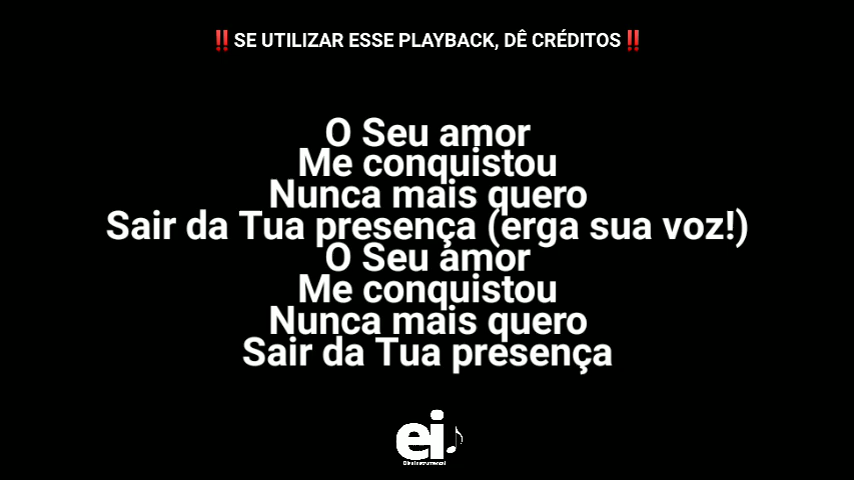 ‼️SE UTILIZAR ESSE PLAYBACK, DÊ CRÉDITOS‼️
O Seu amor
Me conquistou
Nunca mais quero
Sair da Tua presença (erga sua voz!)
O Seu amor
Me conquistou
Nunca mais quero
Sair da Tua presença
ei